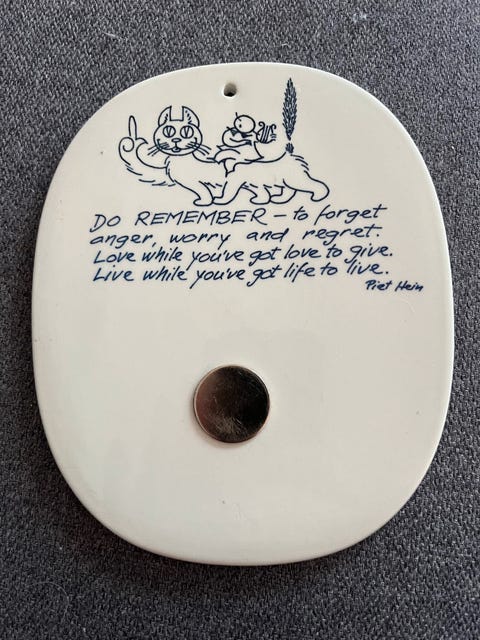 DO REMEMBER – to forget
anger, worry and regret.
Love while you've got love to give.
Live while you've got life to live.
Piet Hein